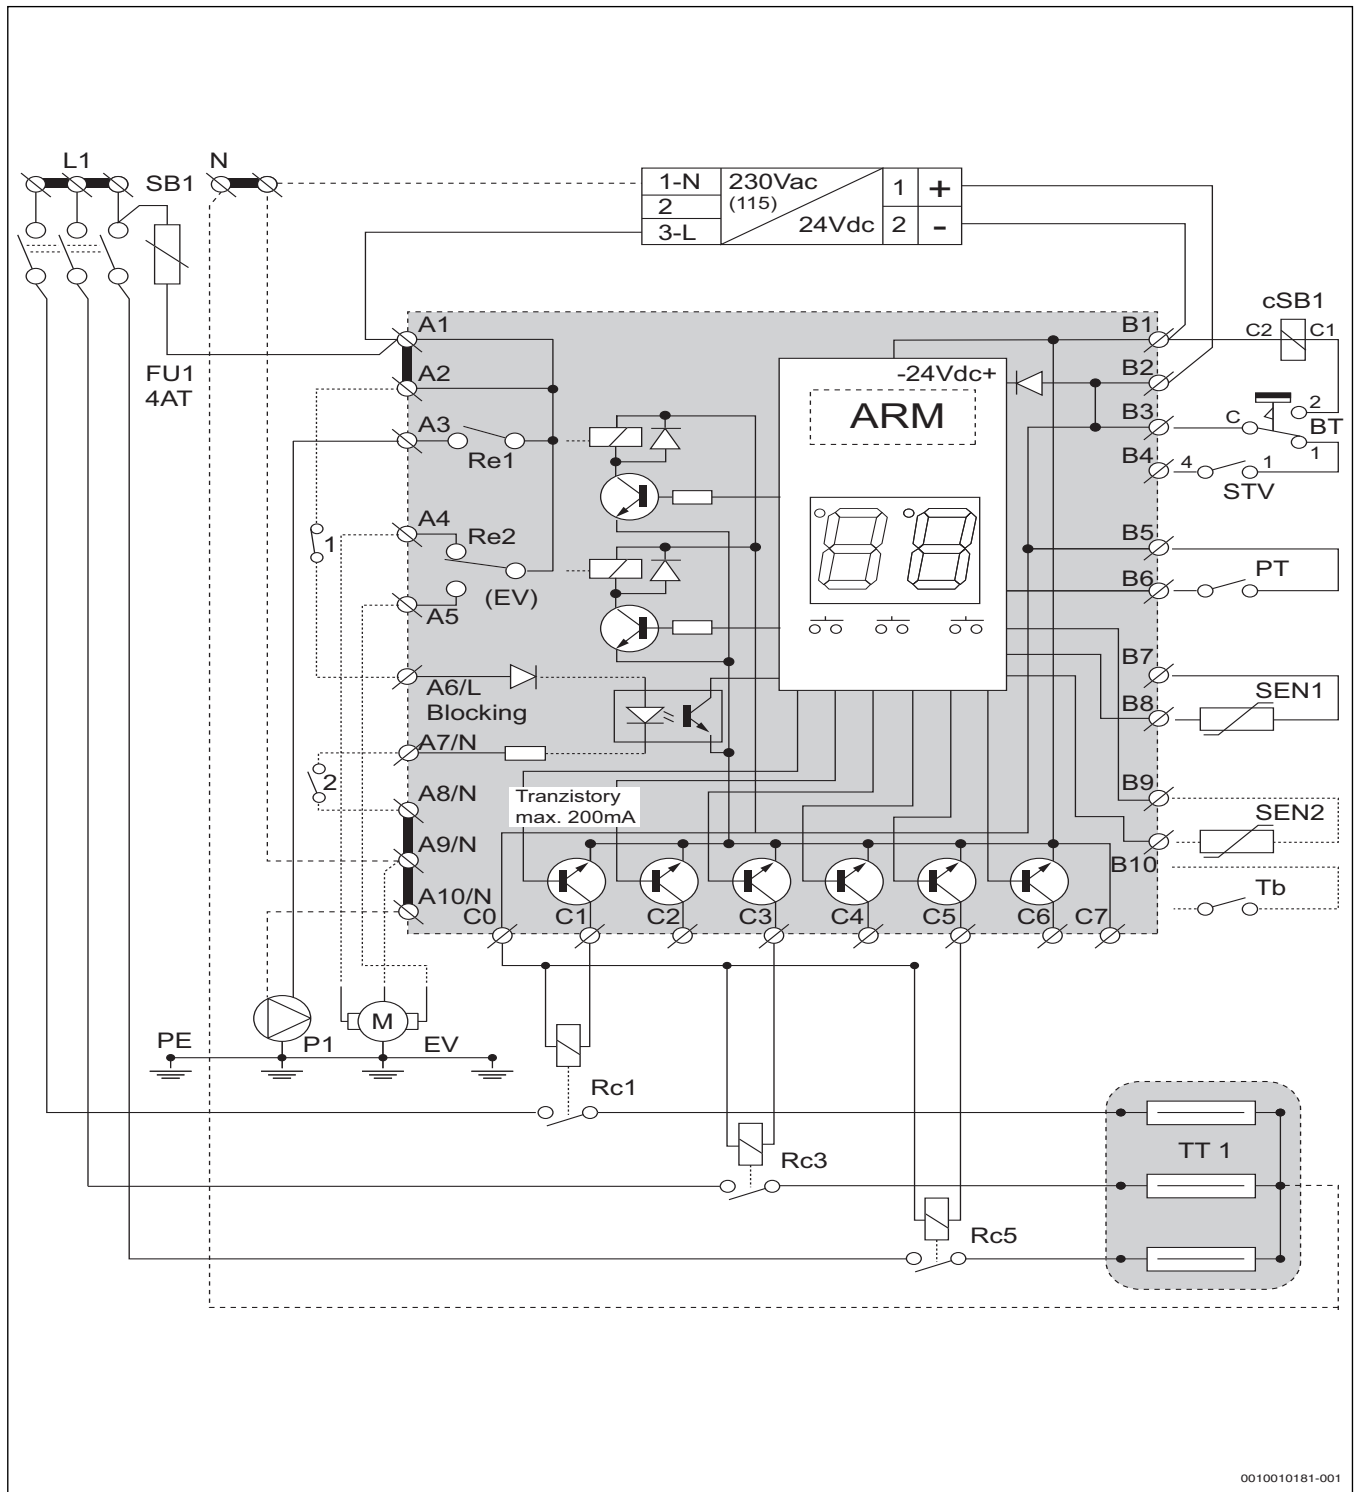 L1
SB1
N
1-N
2
3-L
230Vac
(115)
24Vdc
1 +
2 -
FU1
4AT
A1
A2
A3
Re1
A4
Re2
(EV)
A5
A6/L
Blocking
A7/N
A8/N
A9/N
A10/N
1
2
-24Vdc+
ARM
88
Tranzistory
max. 200mA
B1
B2
B3
B4
B5
B6
B7
B8
B9
B10
cSB1
C2 C1
C
2
BT
1
4 1
STV
PT
SEN1
SEN2
Tb
C0 C1 C2 C3 C4 C5 C6 C7
PE
P1
M
EV
Rc1
Rc3
Rc5
TT 1
0010010181-001